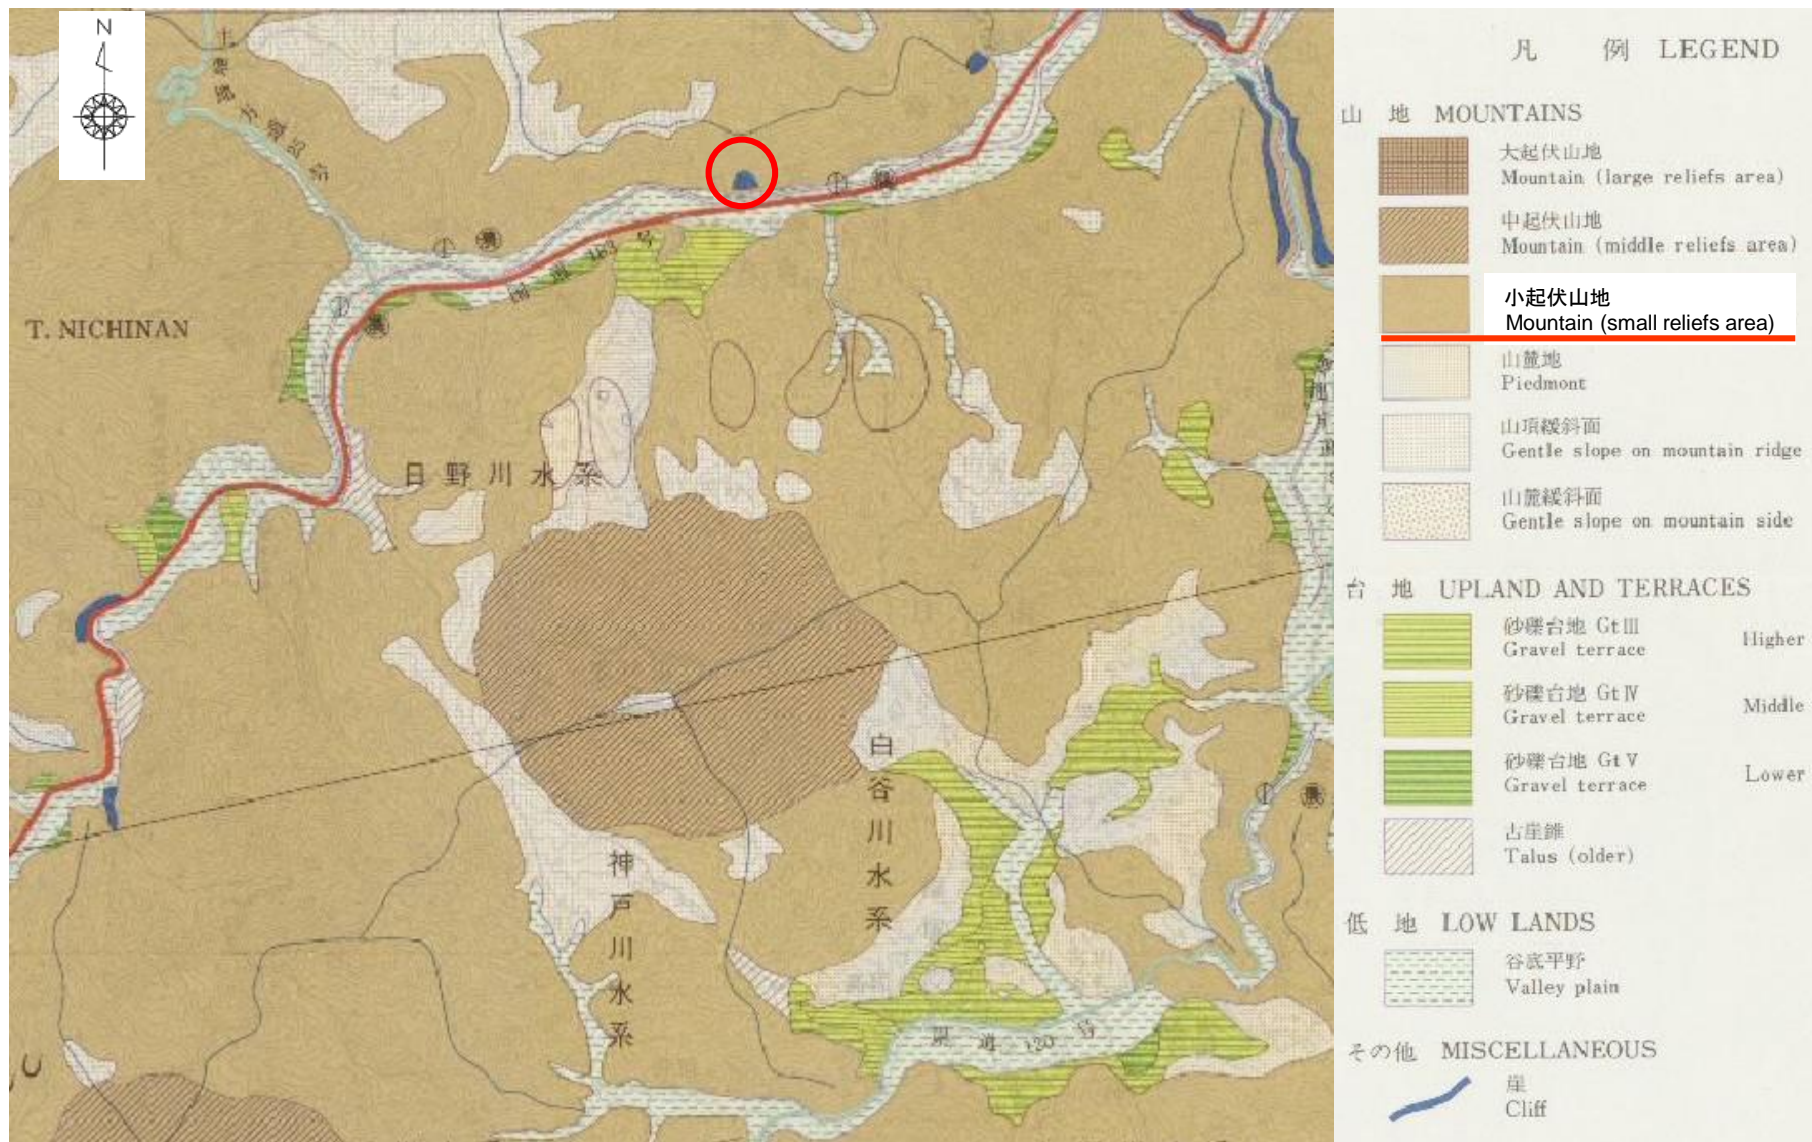 N
T. NICHINAN
国道183号
日野川水系
白谷川水系
神戸川水系
県道120号
凡 例 LEGEND
山 地 MOUNTAINS
大起伏山地
Mountain (large reliefs area)
中起伏山地
Mountain (middle reliefs area)
小起伏山地
Mountain (small reliefs area)
山麓地
Piedmont
山頂緩斜面
Gentle slope on mountain ridge
山麓緩斜面
Gentle slope on mountain side
台 地 UPLAND AND TERRACES
砂礫台地 Gt III
Gravel terrace
Higher
砂礫台地 Gt IV
Gravel terrace
Middle
砂礫台地 Gt V
Gravel terrace
Lower
古崖錐
Talus (older)
低 地 LOW LANDS
谷底平野
Valley plain
その他 MISCELLANEOUS
崖
Cliff